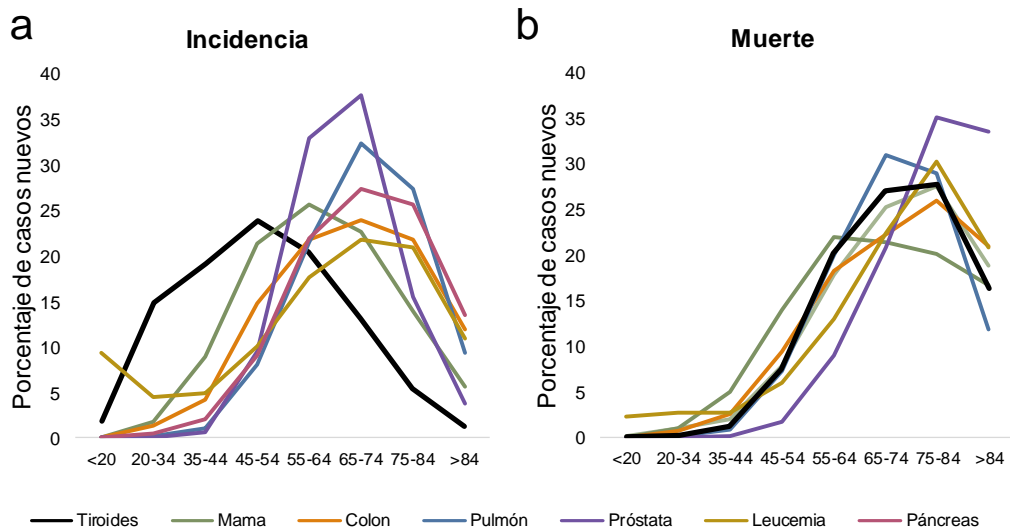 a
Incidencia
Porcentaje de casos nuevos
40
35
30
25
20
15
10
5
0
<20 20-34 35-44 45-54 55-64 65-74 75-84 >84
b
Muerte
Porcentaje de casos nuevos
40
35
30
25
20
15
10
5
0
<20 20-34 35-44 45-54 55-64 65-74 75-84 >84
Tiroides Mama Colon Pulmón Próstata Leucemia Páncreas